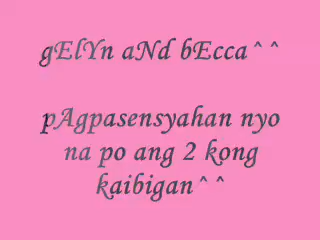 gElYn aNd bEcca^^
pAgpasensyahan nyo
na po ang 2 kong
kaibigan^^